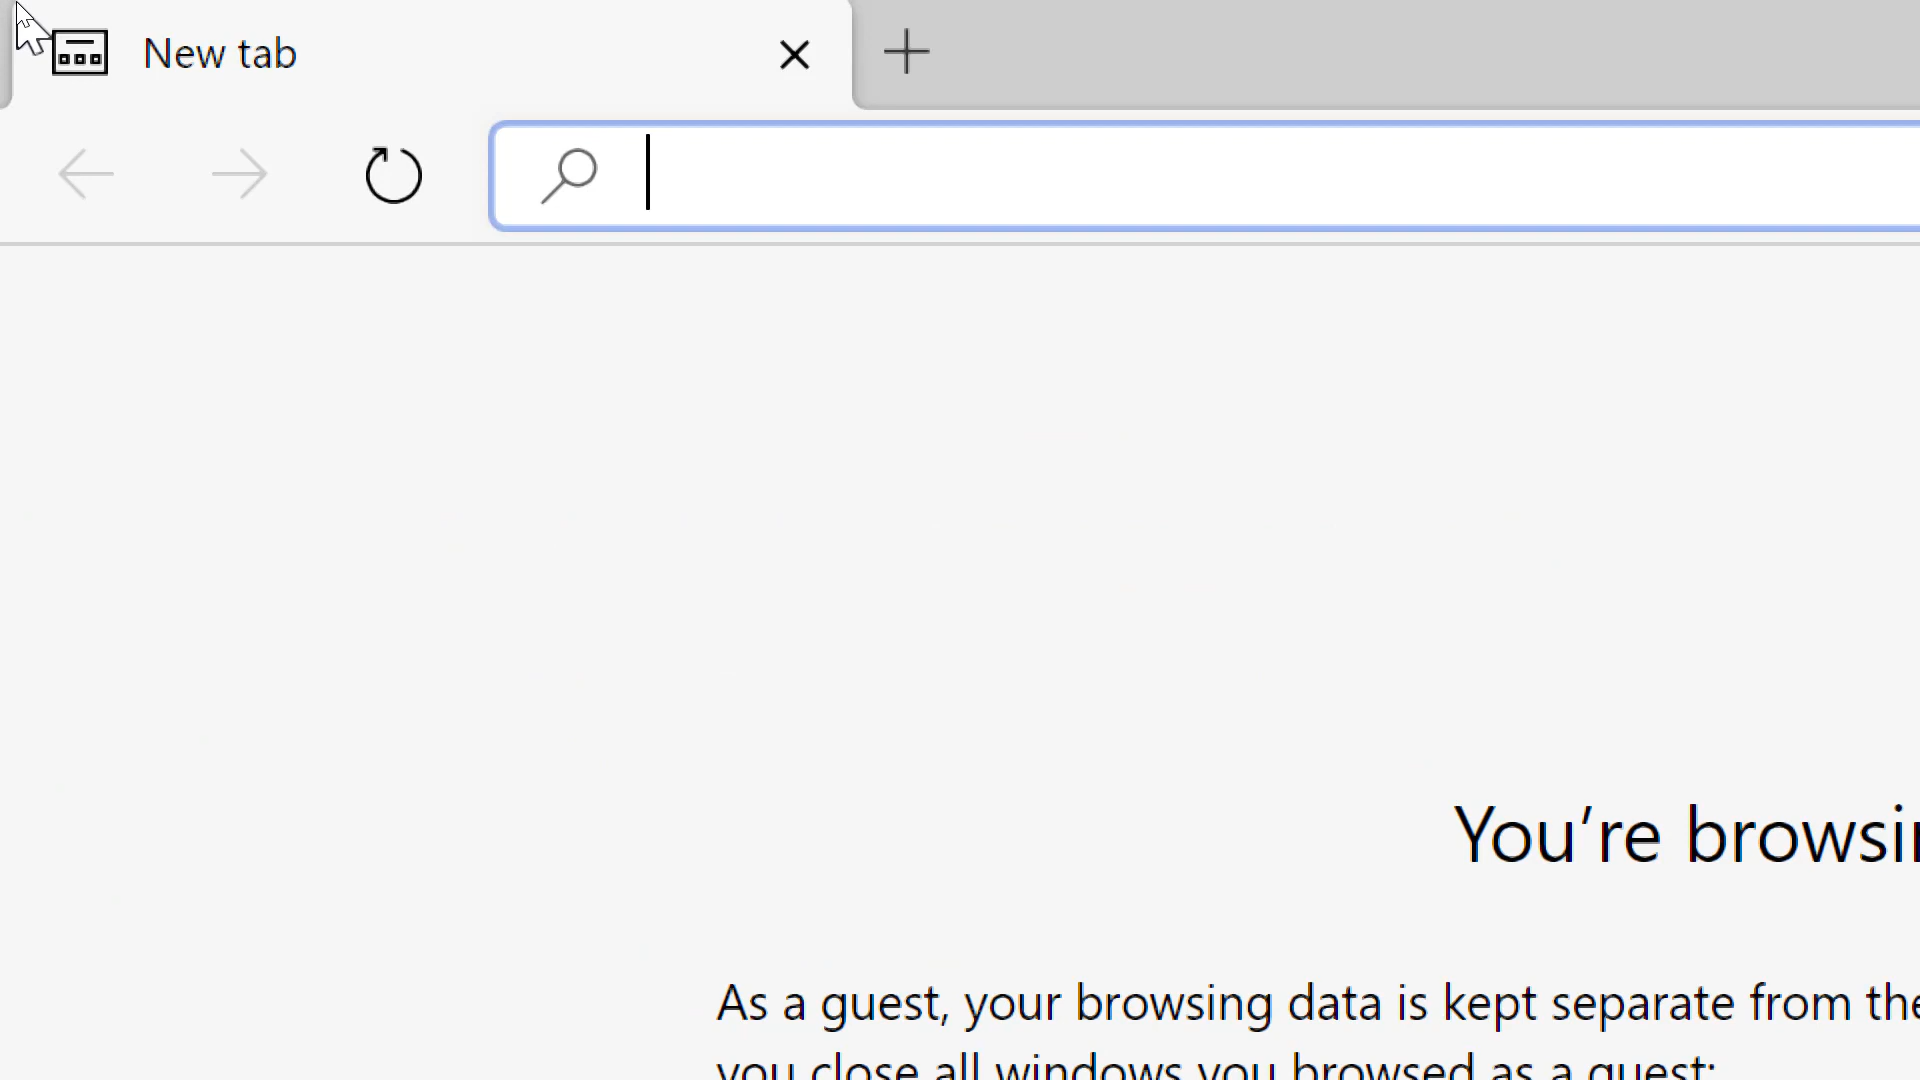 New tab
You're browsi
As a guest, your browsing data is kept separate from the
you close all windows you browsed as a guest: